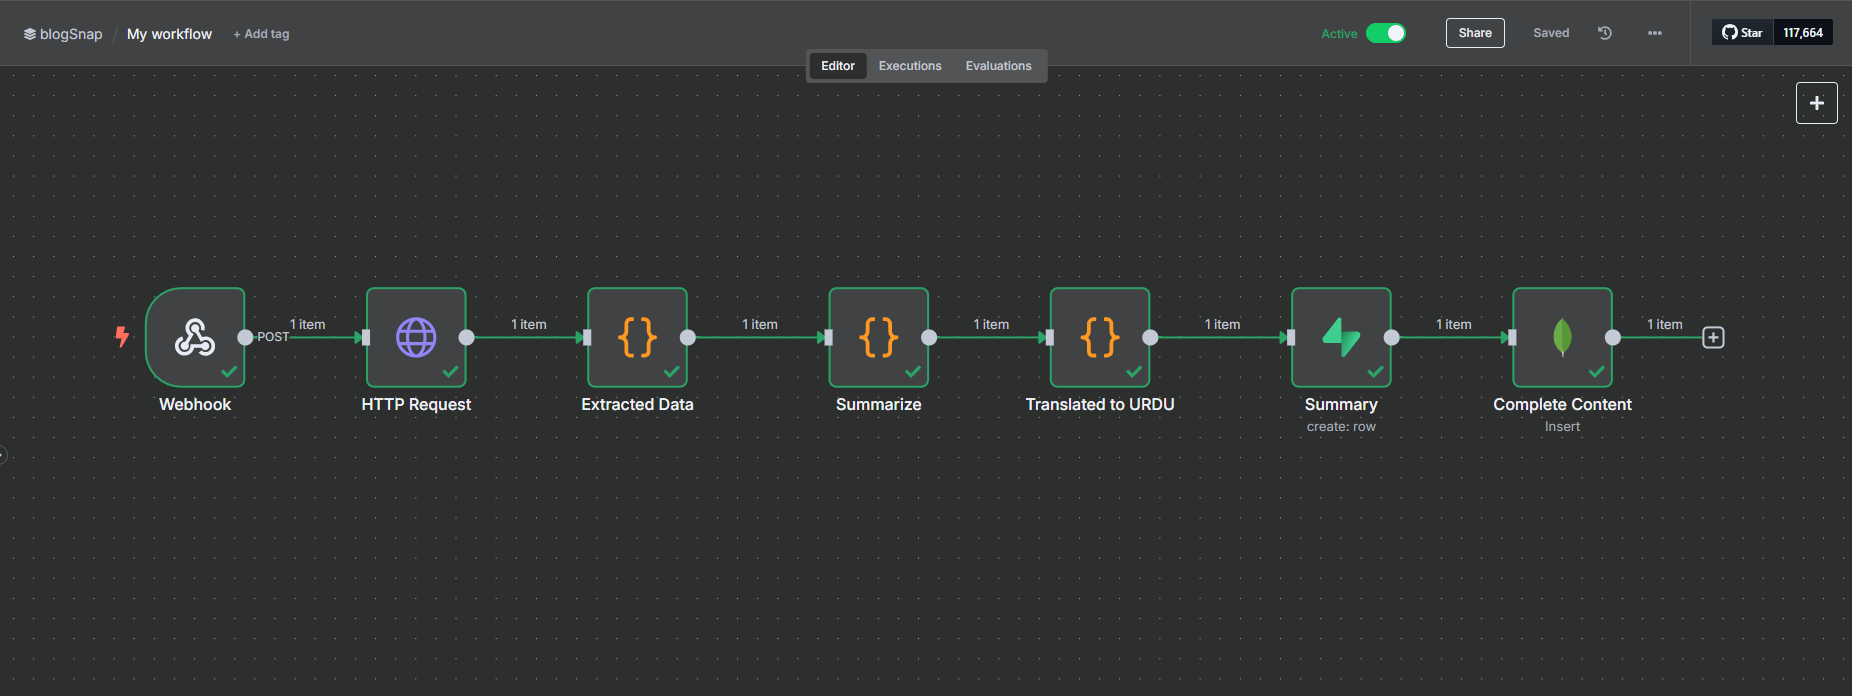 blogSnap / My workflow + Add tag
Active Share Saved Star 117,664
Editor Executions Evaluations
POST 1 item 1 item 1 item 1 item 1 item 1 item 1 item
Webhook HTTP Request Extracted Data Summarize Translated to URDU Summary Complete Content
create: row Insert